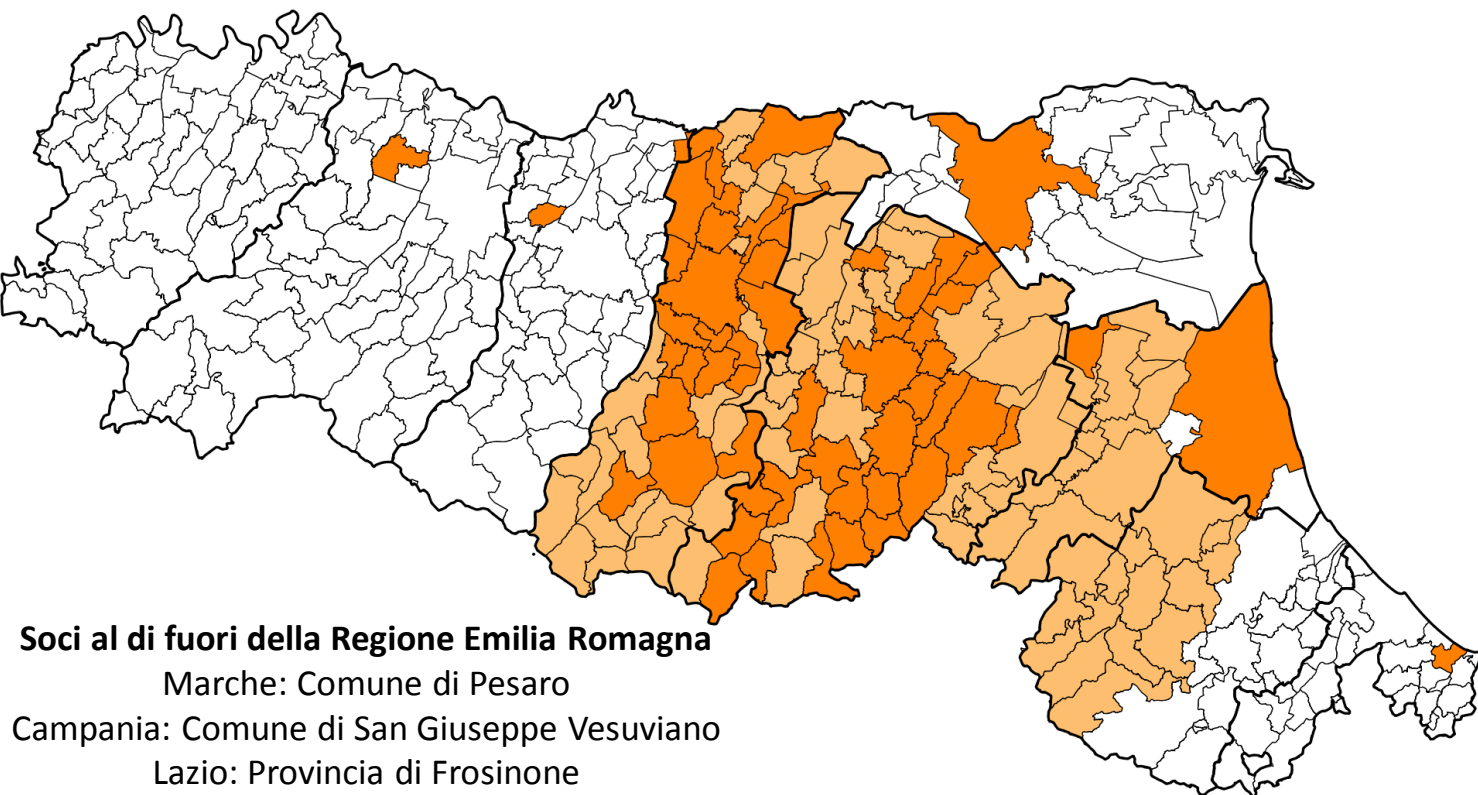 Soci al di fuori della Regione Emilia Romagna
Marche: Comune di Pesaro
Campania: Comune di San Giuseppe Vesuviano
Lazio: Provincia di Frosinone